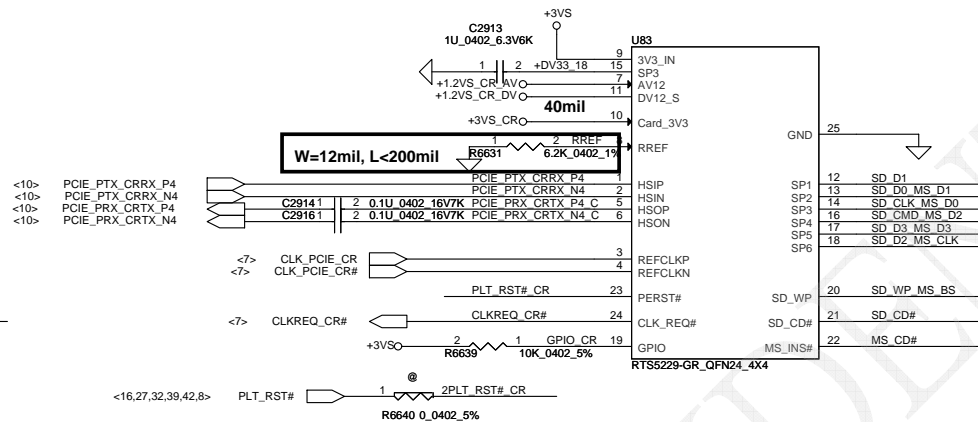 +3VS
C2913
1U_0402_6.3V6K
U83
1 2 +DV33_18
9 3V3_IN
15 SP3
+1.2VS_CR_AV 7 AV12
+1.2VS_CR_DV 11 DV12_S
40mil
+3VS_CR 10 Card_3V3
GND 25
W=12mil, L<200mil
1 2 RREF RREF
R6631 6.2K_0402_1%
<10> PCIE_PTX_CRRX_P4 PCIE_PTX_CRRX_P4 1 HSIP SP1 12 SD_D1
<10> PCIE_PTX_CRRX_N4 PCIE_PTX_CRRX_N4 2 HSIN SP2 13 SD_D0_MS_D1
<10> PCIE_PRX_CRTX_P4 C2914 1 2 0.1U_0402_16V7K PCIE_PRX_CRTX_P4_C 5 HSOP SP3 14 SD_CLK_MS_D0
<10> PCIE_PRX_CRTX_N4 C2916 1 2 0.1U_0402_16V7K PCIE_PRX_CRTX_N4_C 6 HSON SP4 16 SD_CMD_MS_D2
SP5 17 SD_D3_MS_D3
SP6 18 SD_D2_MS_CLK
<7> CLK_PCIE_CR 3 REFCLKP
<7> CLK_PCIE_CR# 4 REFCLKN
PLT_RST#_CR 23 PERST# SD_WP 20 SD_WP_MS_BS
<7> CLKREQ_CR# CLKREQ_CR# 24 CLK_REQ# SD_CD# 21 SD_CD#
+3VS 2 1 GPIO_CR 19 GPIO MS_INS# 22 MS_CD#
R6639 10K_0402_5%
RTS5229-GR_QFN24_4X4
@
<16,27,32,39,42,8> PLT_RST# 1 2PLT_RST#_CR
R6640 0_0402_5%